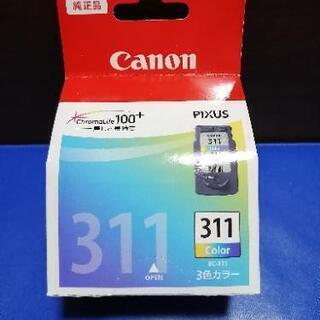 純正品
Canon
ChromaLife100+
PIXUS
311
311
311
Color
BC-311
3色カラー
OPEN